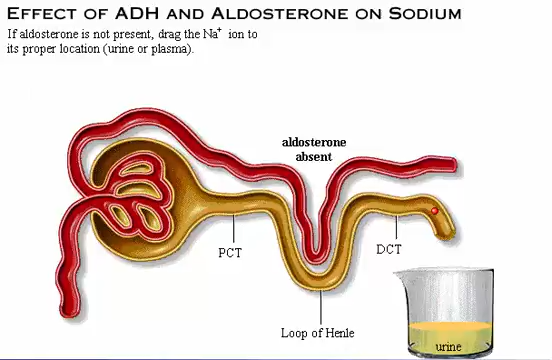 EFFECT OF ADH AND ALDOSTERONE ON SODIUM
If aldosterone is not present, drag the Na⁺ ion to
its proper location (urine or plasma).
aldosterone
absent
PCT
DCT
Loop of Henle
urine